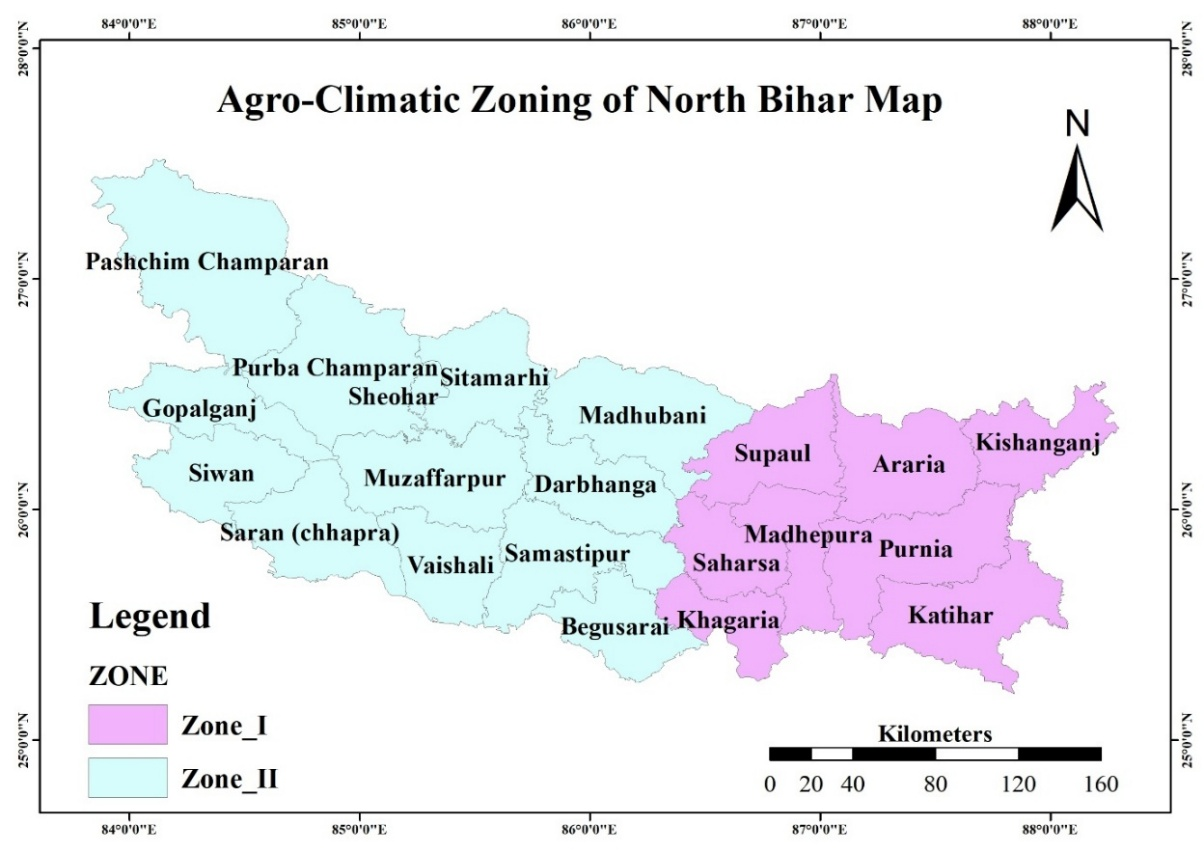 84°0'0"E 85°0'0"E 86°0'0"E 87°0'0"E 88°0'0"E
28°0'0"N 28°0'0"N
Agro-Climatic Zoning of North Bihar Map
N
Pashchim Champaran
27°0'0"N 27°0'0"N
Purba Champaran
Sheohar
Sitamarhi
Gopalganj
Madhubani
Siwan
Muzaffarpur
Darbhanga
Supaul
Araria
Kishanganj
26°0'0"N 26°0'0"N
Saran (chhapra)
Vaishali
Samastipur
Begusarai
Madhepura
Saharsa
Purnia
Khagaria
Katihar
Legend
ZONE
Zone_I
Zone_II
25°0'0"N 25°0'0"N
Kilometers
0 20 40 80 120 160
84°0'0"E 85°0'0"E 86°0'0"E 87°0'0"E 88°0'0"E